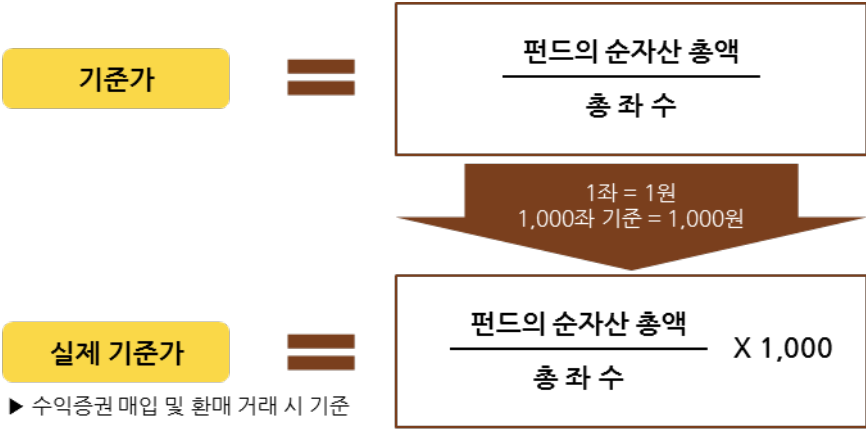 기준가
펀드의 순자산 총액
총 좌 수
1좌 = 1원
1,000좌 기준 = 1,000원
실제 기준가
펀드의 순자산 총액
총 좌 수
X 1,000
▶ 수익증권 매입 및 환매 거래 시 기준